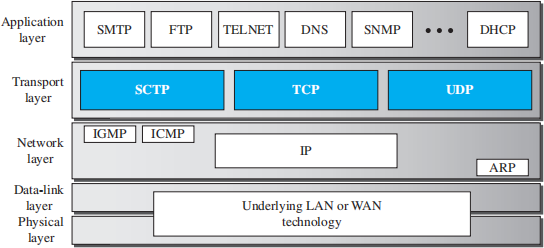 Application
layer
SMTP
FTP
TELNET
DNS
SNMP
•••
DHCP
Transport
layer
SCTP
TCP
UDP
Network
layer
IGMP
ICMP
IP
ARP
Data-link
layer
Physical
layer
Underlying LAN or WAN
technology